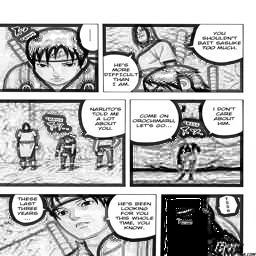 YOU
SHOULDN'T
BAIT SASUKE
TOO MUCH.
HE'S
MORE
DIFFICULT
THAN
I AM.
NARUTO'S
TOLD ME
A LOT
ABOUT
YOU.
COME ON
OROCHIMARU,
LET'S GO...
I DON'T
CARE
ABOUT
HIM.
THESE
LAST
THREE
YEARS
HE'S BEEN
LOOKING
FOR YOU
THIS WHOLE
TIME, YOU
KNOW.